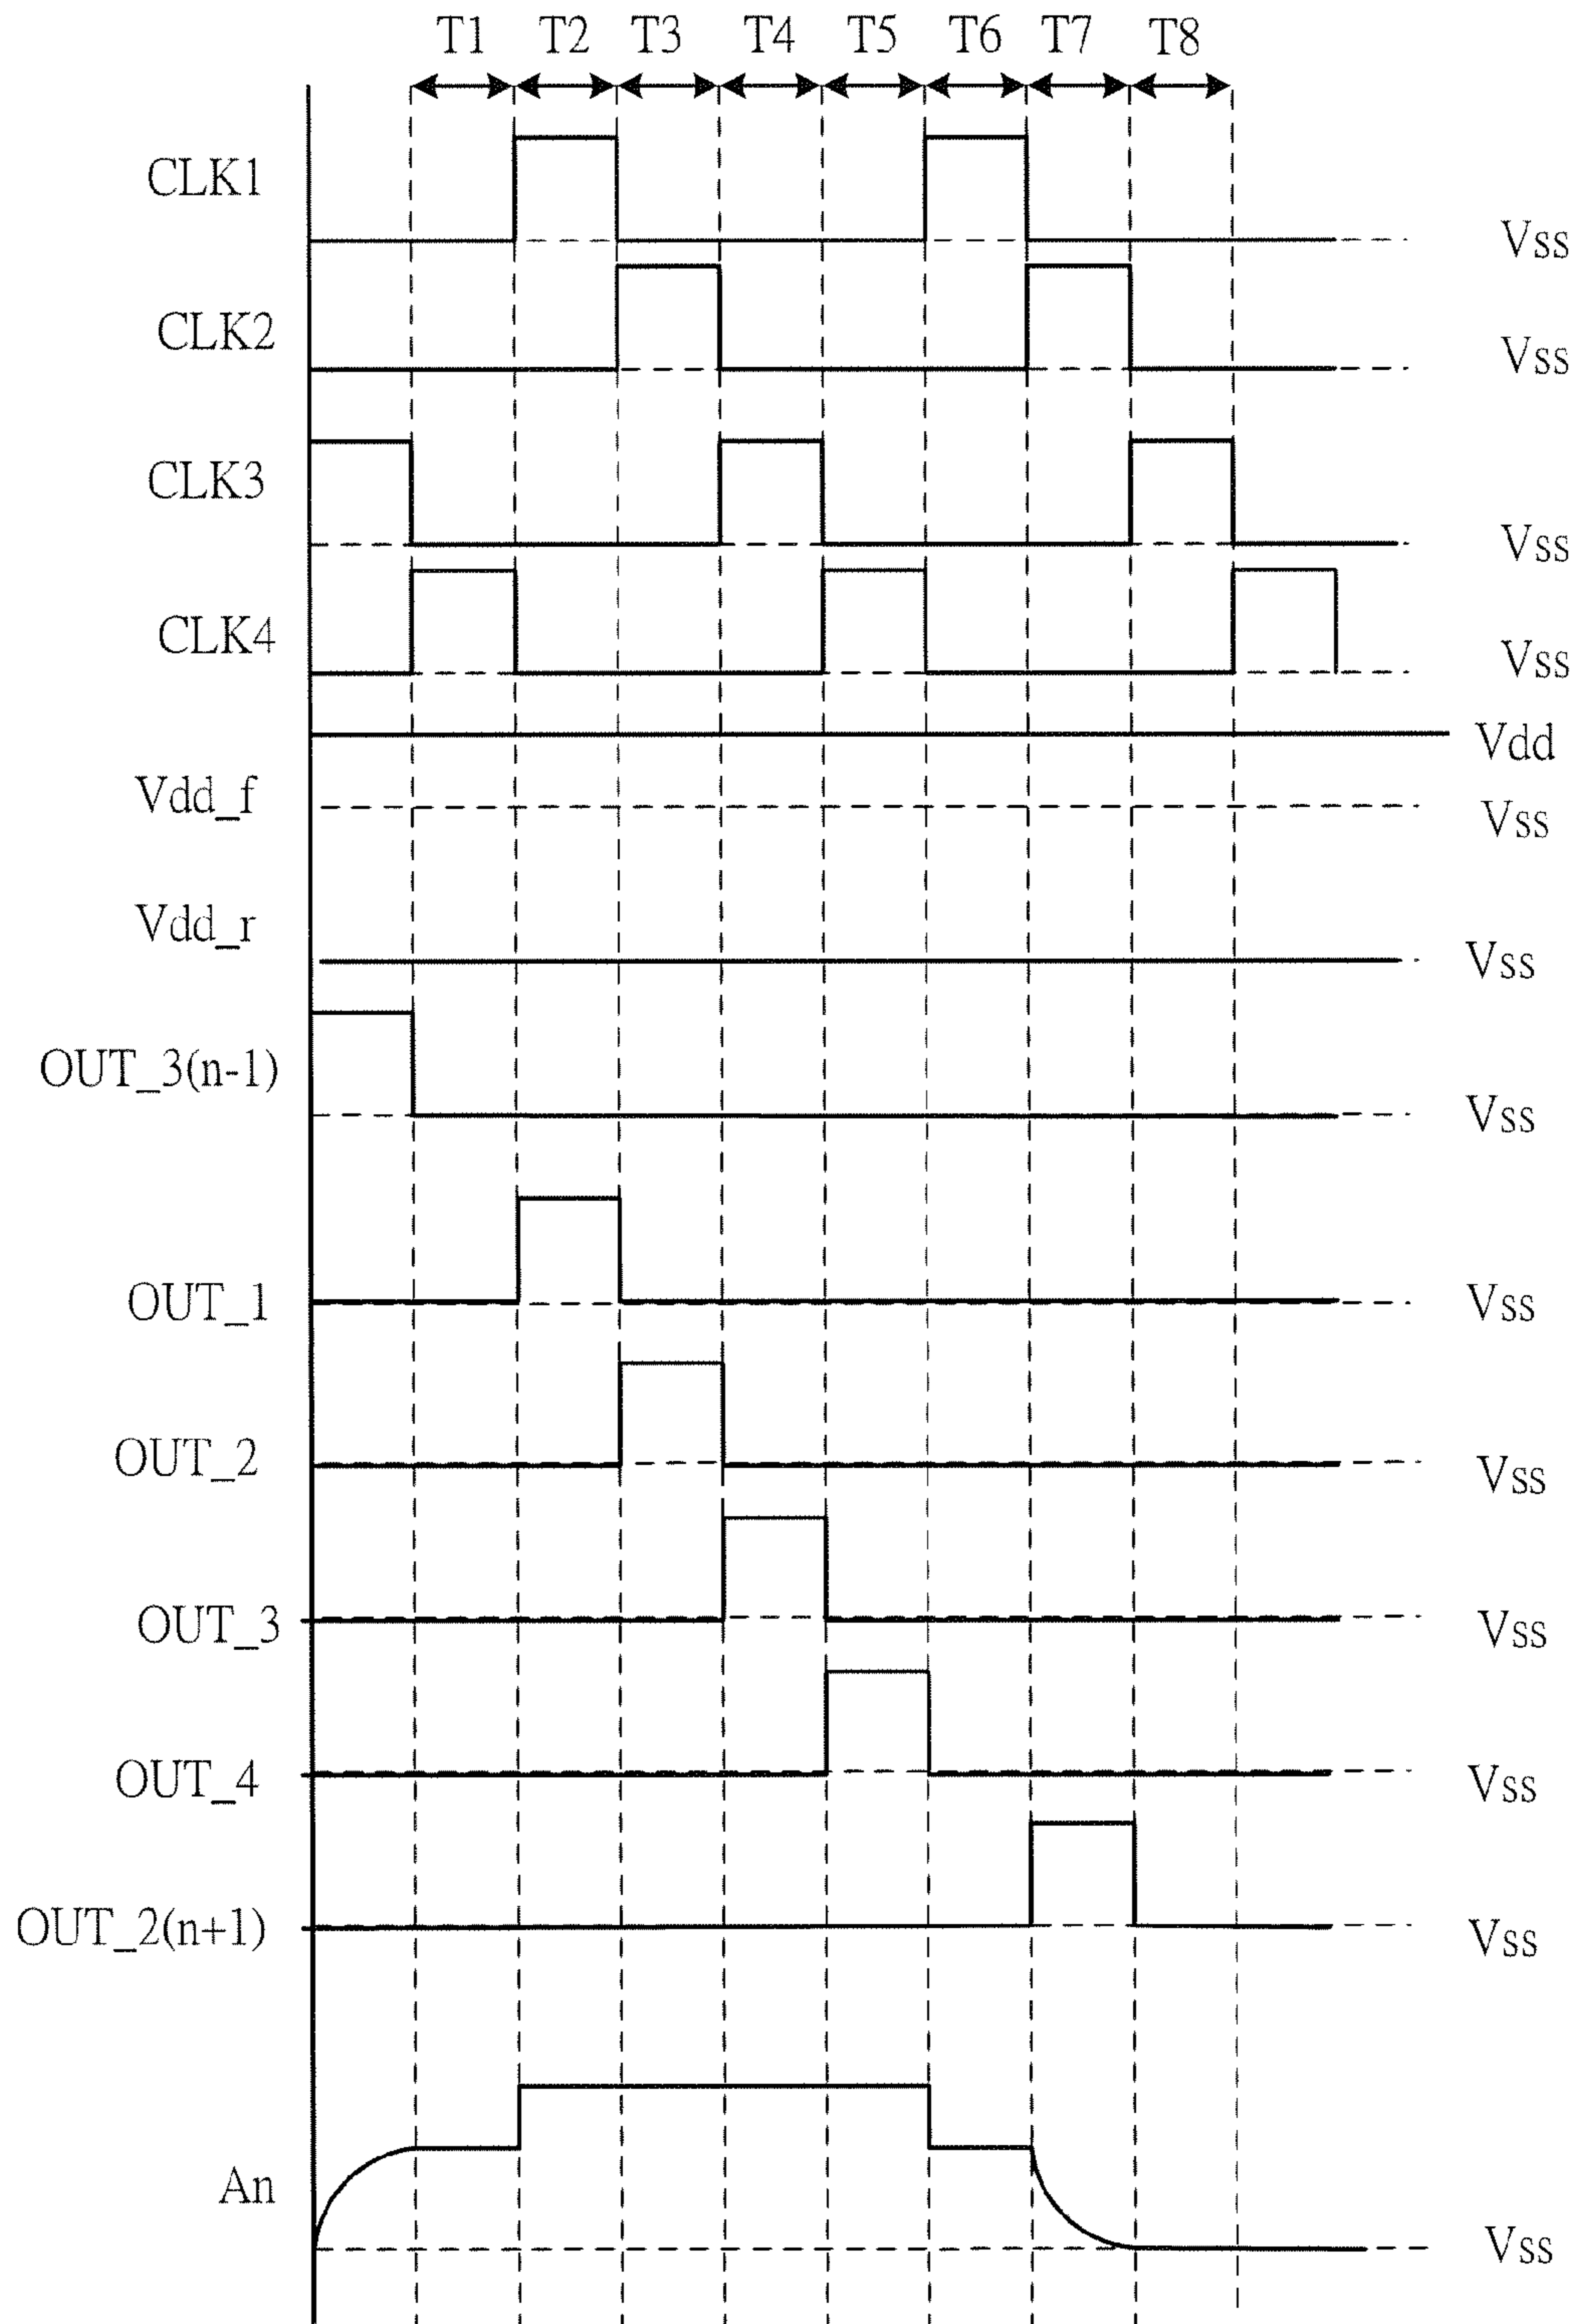 T1 T2 T3 T4 T5 T6 T7 T8
CLK1
Vss
CLK2
Vss
CLK3
Vss
CLK4
Vss
Vdd
Vdd_f
Vss
Vdd_r
Vss
OUT_3(n-1)
Vss
OUT_1
Vss
OUT_2
Vss
OUT_3
Vss
OUT_4
Vss
OUT_2(n+1)
Vss
An
Vss